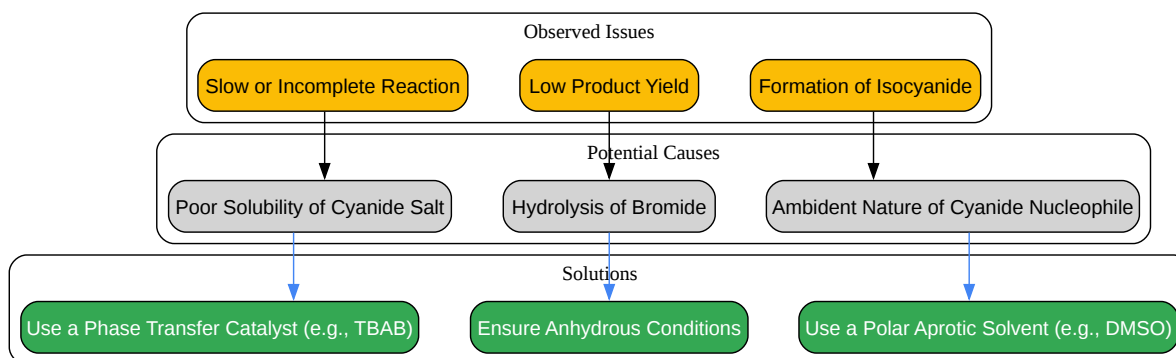 Observed Issues
Slow or Incomplete Reaction
Low Product Yield
Formation of Isocyanide
Potential Causes
Poor Solubility of Cyanide Salt
Hydrolysis of Bromide
Ambident Nature of Cyanide Nucleophile
Solutions
Use a Phase Transfer Catalyst (e.g., TBAB)
Ensure Anhydrous Conditions
Use a Polar Aprotic Solvent (e.g., DMSO)